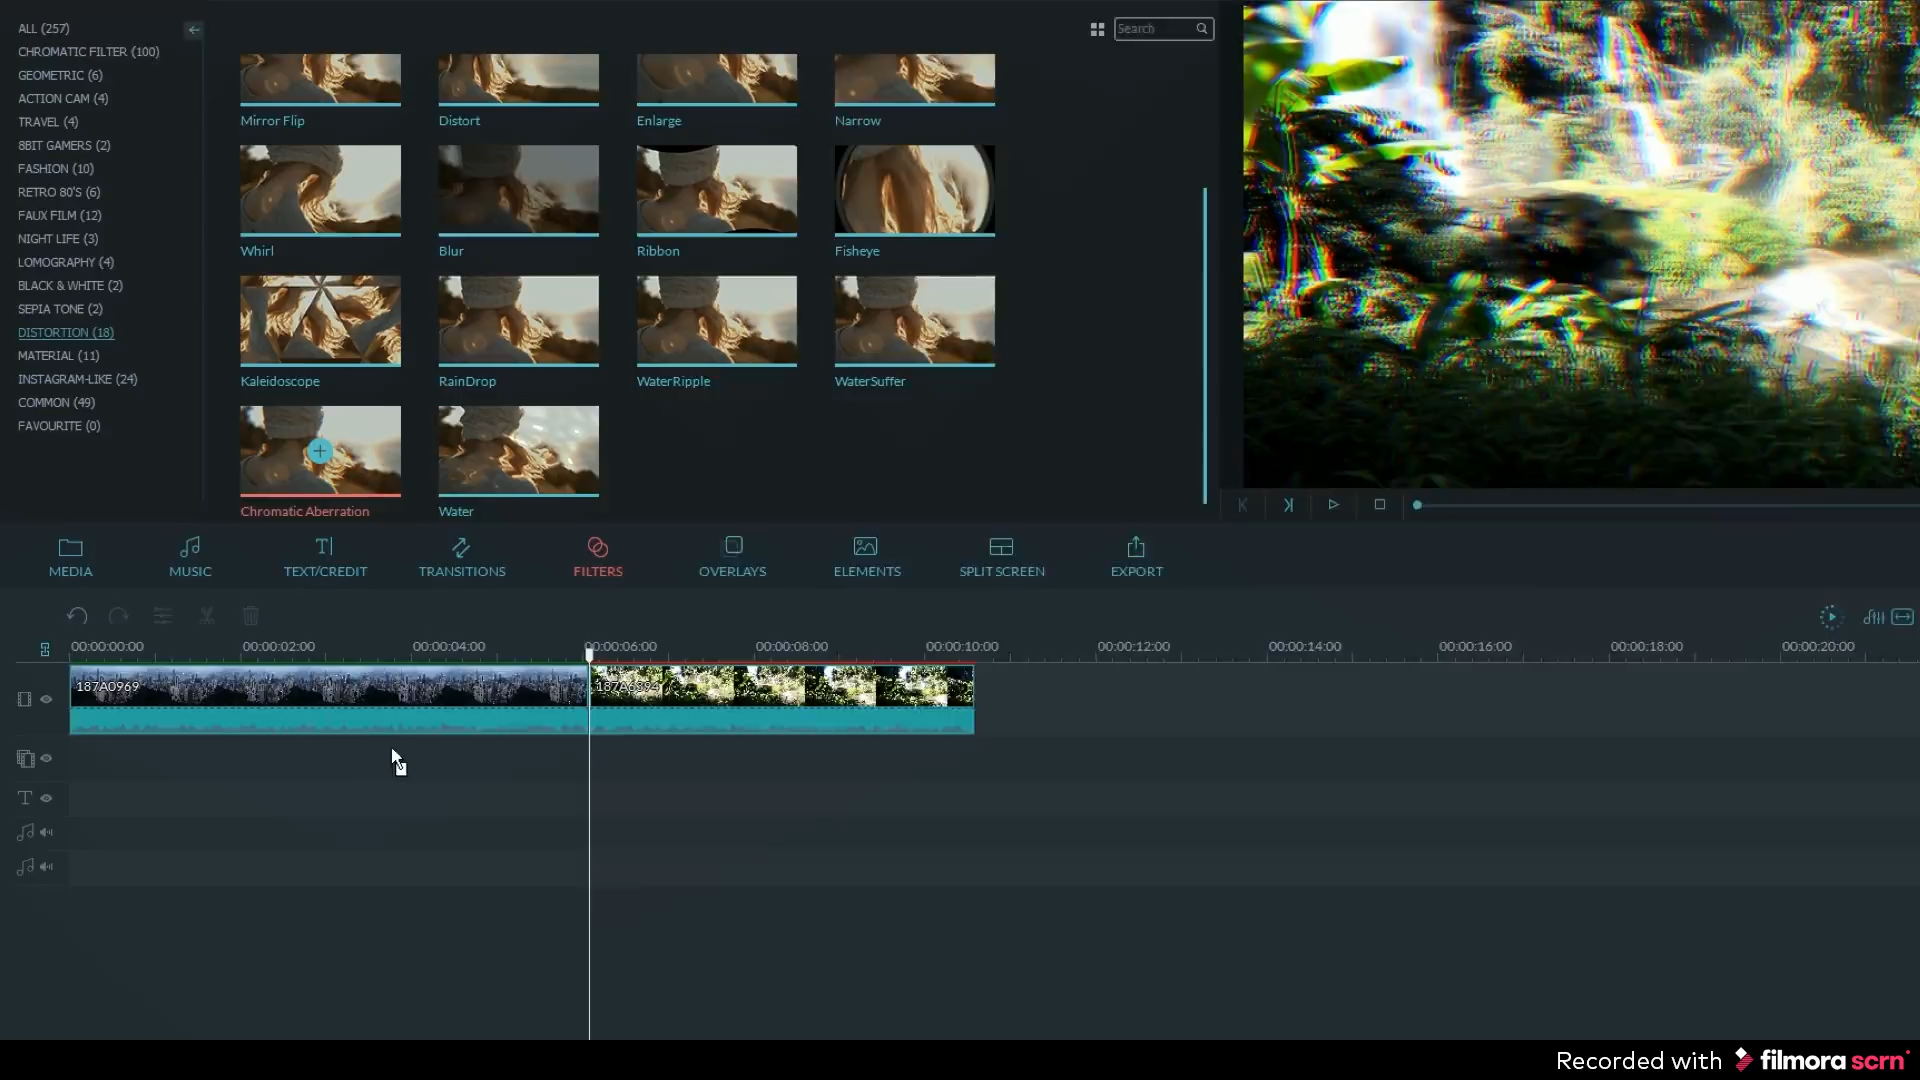 ALL (257)
CHROMATIC FILTER (100)
GEOMETRIC (6)
ACTION CAM (4)
TRAVEL (4)
8BIT GAMERS (2)
FASHION (10)
RETRO 80'S (6)
FAUX FILM (12)
NIGHT LIFE (3)
LOMOGRAPHY (4)
BLACK & WHITE (2)
SEPIA TONE (2)
DISTORTION (18)
MATERIAL (11)
INSTAGRAM-LIKE (24)
COMMON (49)
FAVOURITE (0)
Search
Mirror Flip Distort Enlarge Narrow
Whirl Blur Ribbon Fisheye
Kaleidoscope RainDrop WaterRipple WaterSuffer
Chromatic Aberration Water
MEDIA MUSIC TEXT/CREDIT TRANSITIONS FILTERS OVERLAYS ELEMENTS SPLIT SCREEN EXPORT
00:00:00:00 00:00:02:00 00:00:04:00 00:00:06:00 00:00:08:00 00:00:10:00 00:00:12:00 00:00:14:00 00:00:16:00 00:00:18:00 00:00:20:00
187A0969
Recorded with filmora scrn